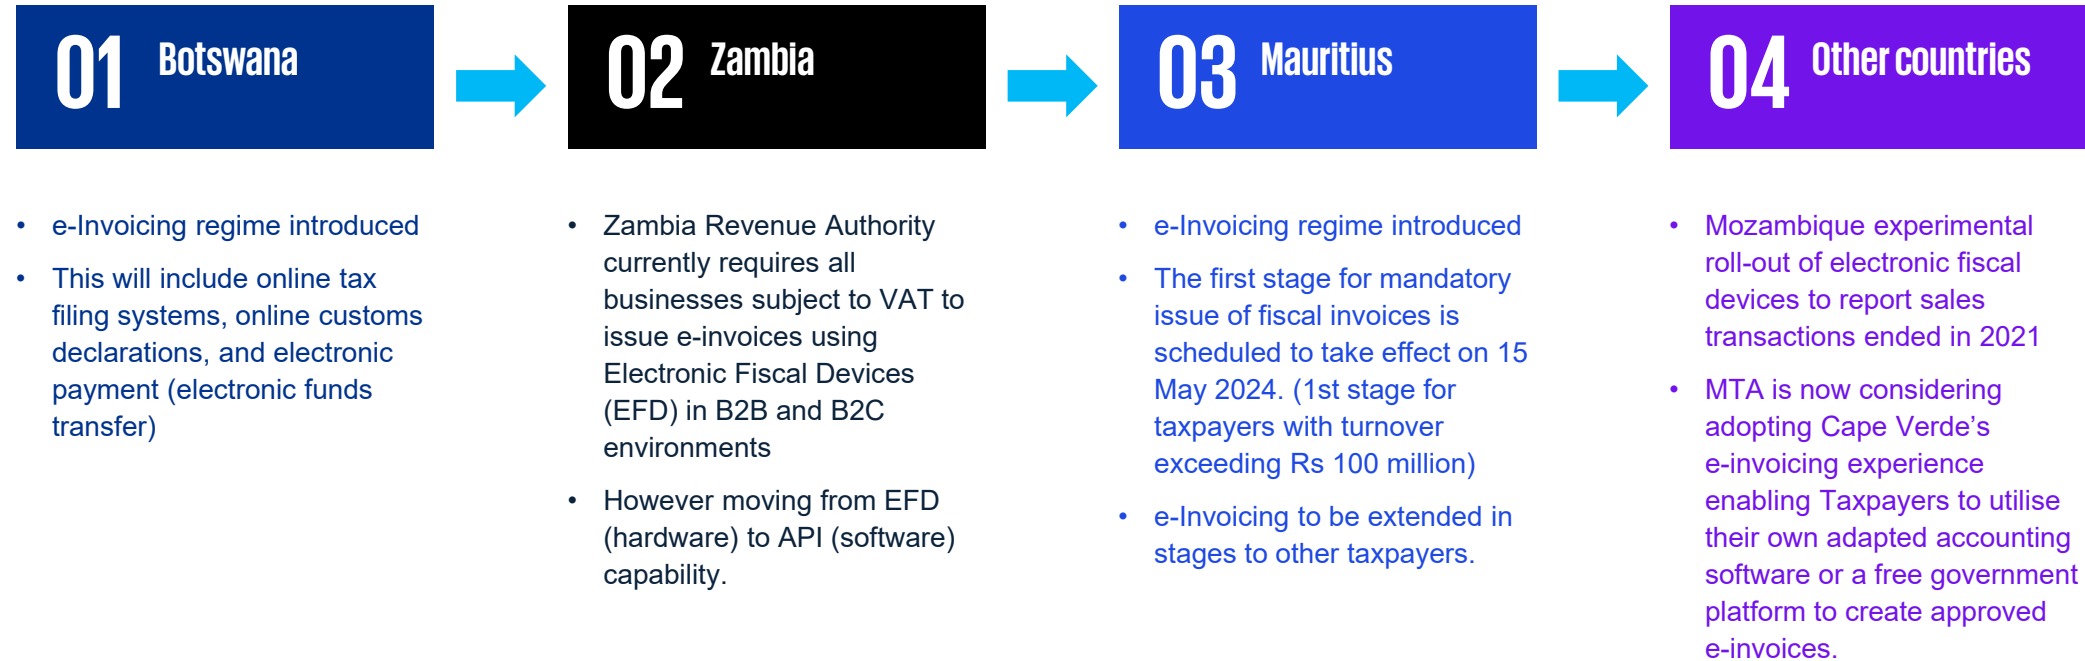 01 Botswana
• e-Invoicing regime introduced
• This will include online tax
filing systems, online customs
declarations, and electronic
payment (electronic funds
transfer)
02 Zambia
• Zambia Revenue Authority
currently requires all
businesses subject to VAT to
issue e-invoices using
Electronic Fiscal Devices
(EFD) in B2B and B2C
environments
• However moving from EFD
(hardware) to API (software)
capability.
03 Mauritius
• e-Invoicing regime introduced
• The first stage for mandatory
issue of fiscal invoices is
scheduled to take effect on 15
May 2024. (1st stage for
taxpayers with turnover
exceeding Rs 100 million)
• e-Invoicing to be extended in
stages to other taxpayers.
04 Other countries
• Mozambique experimental
roll-out of electronic fiscal
devices to report sales
transactions ended in 2021
• MTA is now considering
adopting Cape Verde’s
e-invoicing experience
enabling Taxpayers to utilise
their own adapted accounting
software or a free government
platform to create approved
e-invoices.